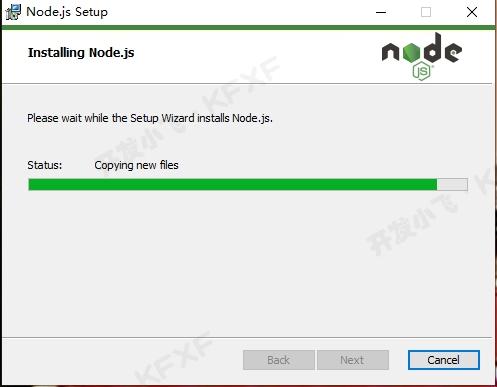 Node.js Setup
Installing Node.js
node
JS
Please wait while the Setup Wizard installs Node.js.
Status: Copying new files
开发小飞 KFXF
开发小飞 KF
KFXF
Back Next Cancel